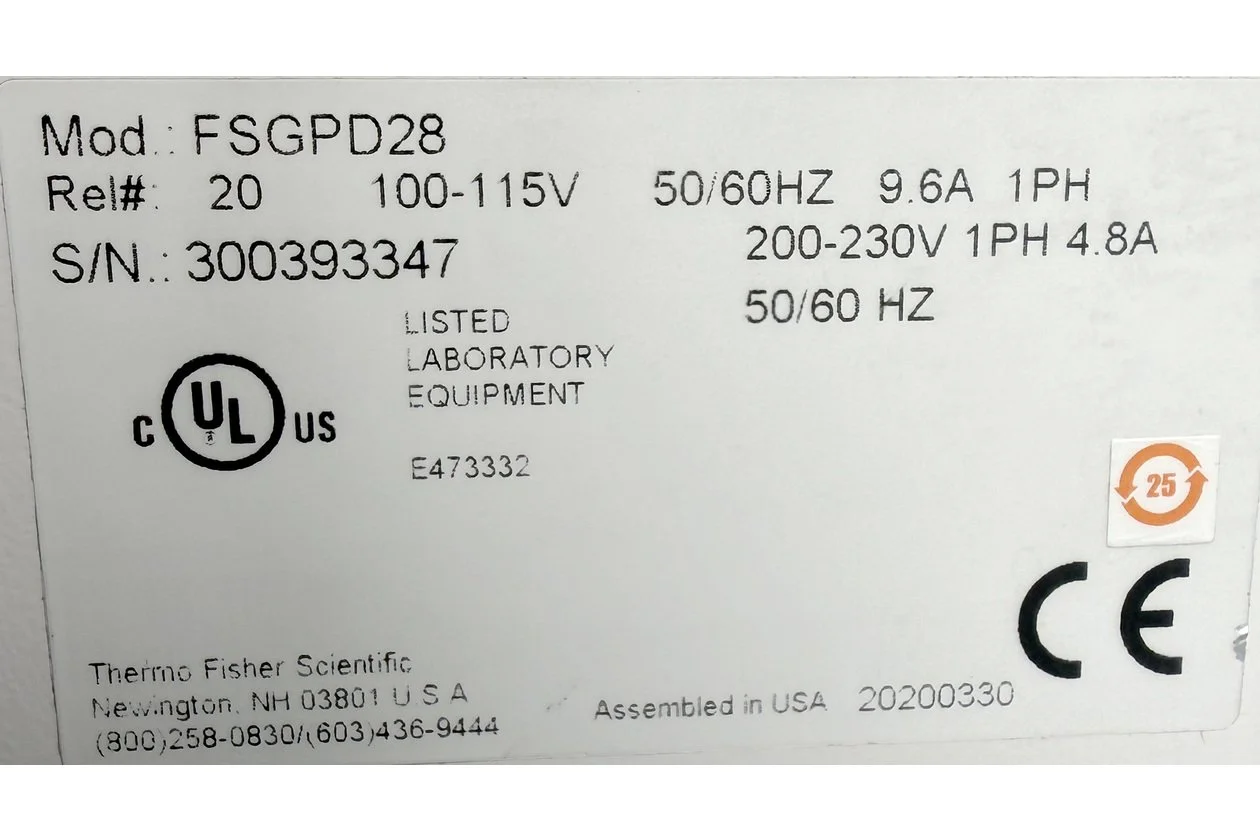 Mod.: FSGPD28
Rel#: 20 100-115V 50/60HZ 9.6A 1PH
200-230V 1PH 4.8A
S/N.: 300393347
50/60 HZ
LISTED
LABORATORY
EQUIPMENT
C UL US
E473332
25
CE
Thermo Fisher Scientific
Newington, NH 03801 U S A
(800)258-0830/(603)436-9444
Assembled in USA 20200330